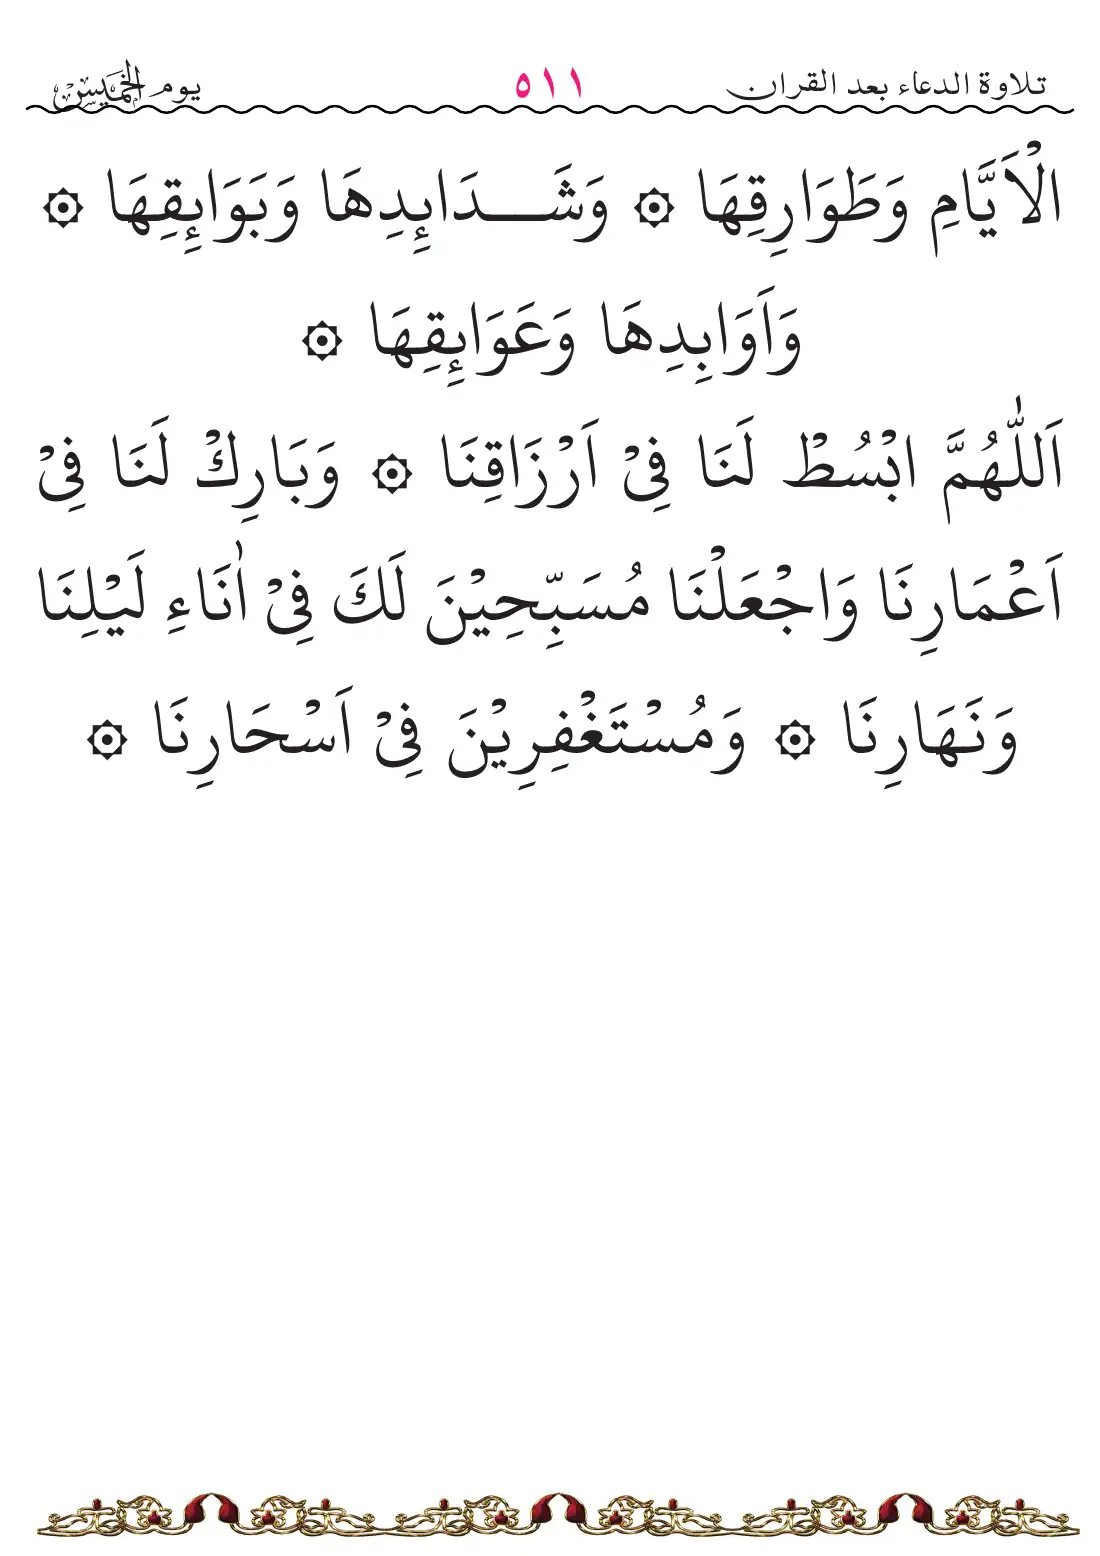 تلاوة الدعاء بعد القران ٥١١ يوم الخميس
الْاَيَّامِ وَطَوَارِقِهَا ۞ وَشَـــدَايِٕدِهَا وَبَوَايِٕقِهَا ۞
وَاَوَابِدِهَا وَعَوَايِٕقِهَا ۞
اَللّٰهُمَّ ابْسُطْ لَنَا فِيْ اَرْزَاقِنَا ۞ وَبَارِكْ لَنَا فِيْ
اَعْمَارِنَا وَاجْعَلْنَا مُسَبِّحِيْنَ لَكَ فِيْ اٰنَاءِ لَيْلِنَا
وَنَهَارِنَا ۞ وَمُسْتَغْفِرِيْنَ فِيْ اَسْحَارِنَا ۞